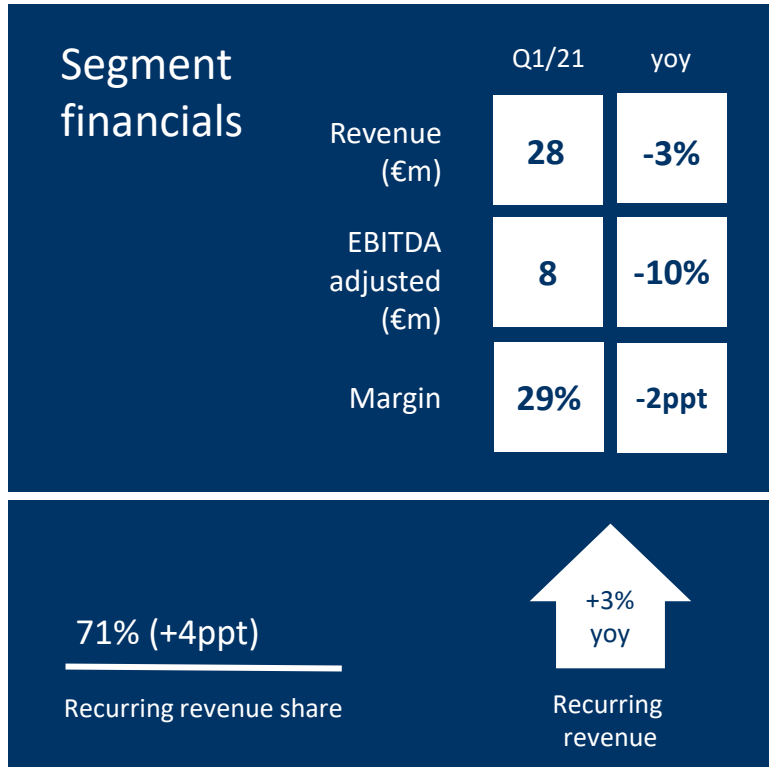 Segment
financials
Q1/21 yoy
Revenue
(€m)
28 -3%
EBITDA
adjusted
(€m)
8 -10%
Margin 29% -2ppt
71% (+4ppt)
Recurring revenue share
+3%
yoy
Recurring
revenue